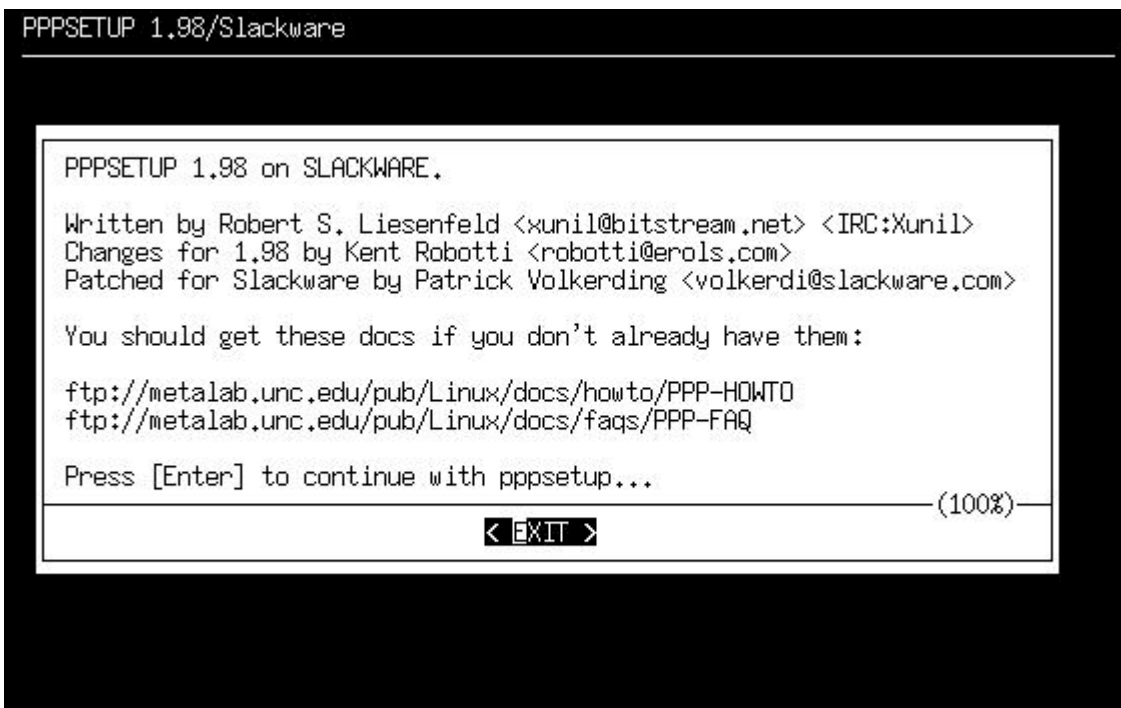 PPPSETUP 1.98/Slackware
PPPSETUP 1.98 on SLACKWARE.
Written by Robert S. Liesenfeld <xunil@bitstream.net> <IRC:Xunil>
Changes for 1.98 by Kent Robotti <robotti@erols.com>
Patched for Slackware by Patrick Volkerding <volkerdi@slackware.com>
You should get these docs if you don't already have them:
ftp://metalab.unc.edu/pub/Linux/docs/howto/PPP-HOWTO
ftp://metalab.unc.edu/pub/Linux/docs/faqs/PPP-FAQ
Press [Enter] to continue with pppsetup...
(100%)
< EXIT >